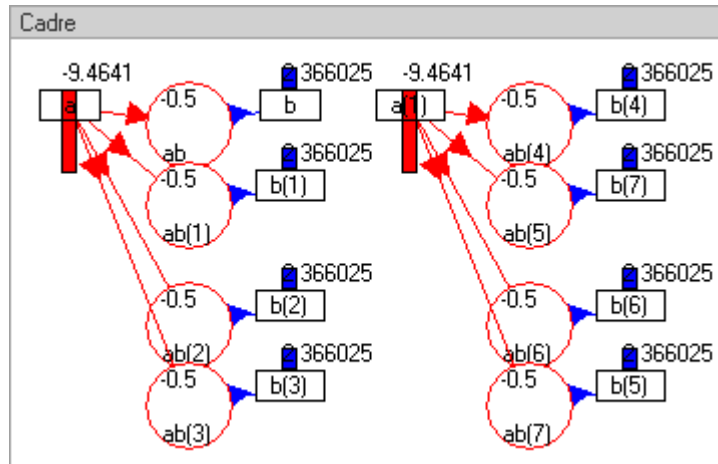 Cadre
-9.4641
a
-0.5
ab
366025
b
-0.5
ab(1)
366025
b(1)
-0.5
ab(2)
366025
b(2)
-0.5
ab(3)
366025
b(3)
-9.4641
a(1)
-0.5
ab(4)
366025
b(4)
-0.5
ab(5)
366025
b(7)
-0.5
ab(6)
366025
b(6)
-0.5
ab(7)
366025
b(5)